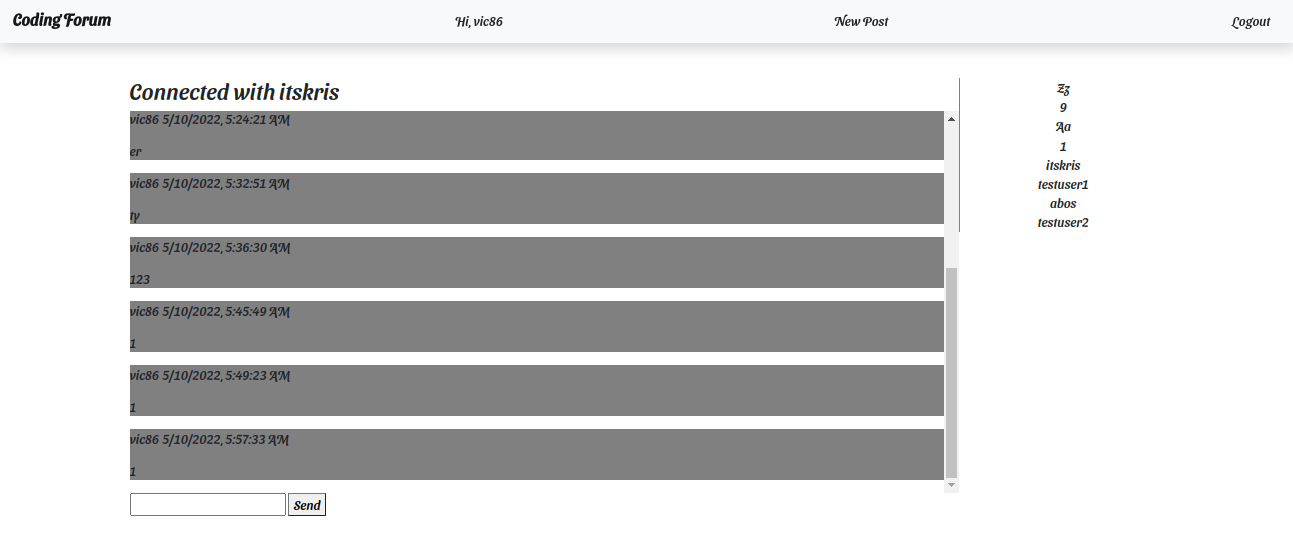 Coding Forum
Hi, vic86
New Post
Logout
Connected with itskris
vic86 5/10/2022, 5:24:21 AM
er
vic86 5/10/2022, 5:32:51 AM
ty
vic86 5/10/2022, 5:36:30 AM
123
vic86 5/10/2022, 5:45:49 AM
1
vic86 5/10/2022, 5:49:23 AM
1
vic86 5/10/2022, 5:57:33 AM
1
Send
Zz
9
Aa
1
itskris
testuser1
abos
testuser2